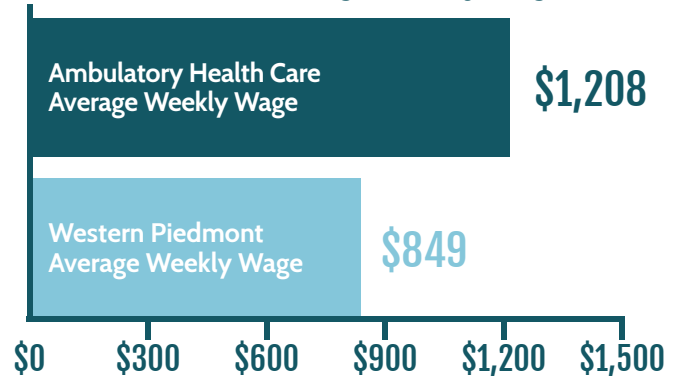 Ambulatory Health Care
Average Weekly Wage
$1,208
Western Piedmont
Average Weekly Wage
$849
$0 $300 $600 $900 $1,200 $1,500